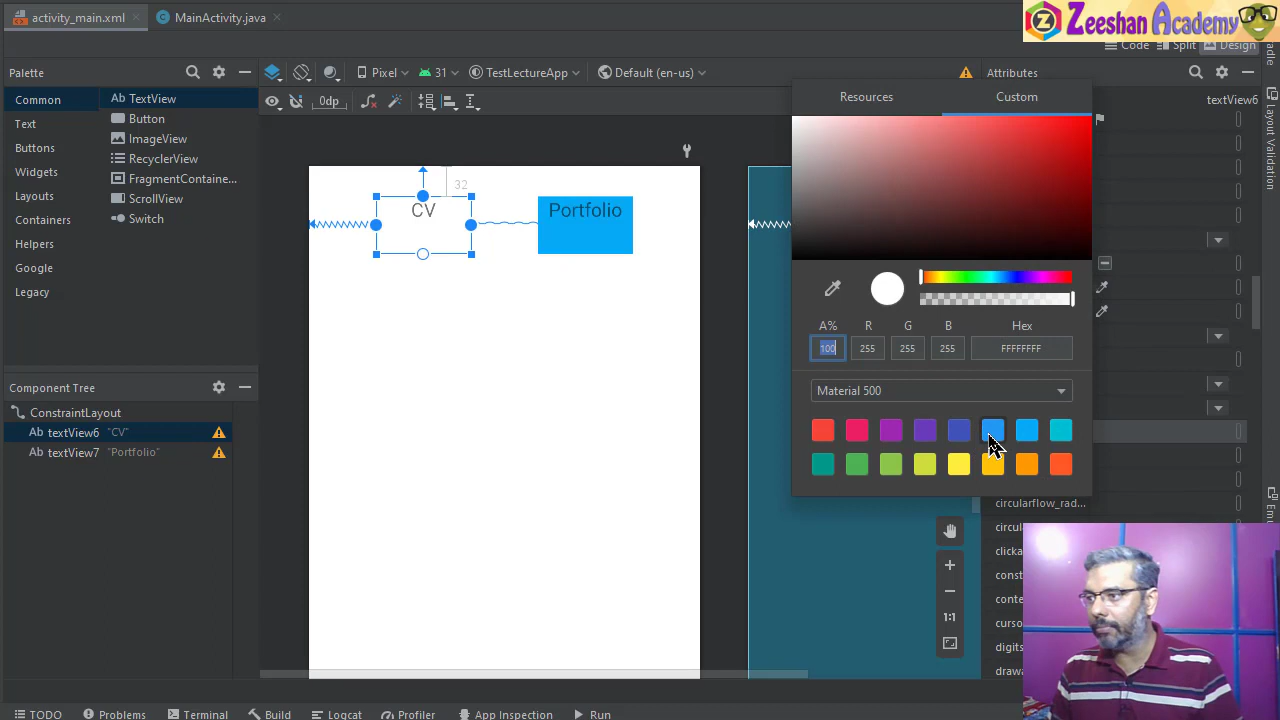 activity_main.xml
MainActivity.java
Zeeshan Academy
Code
Split
Design
Palette
Pixel
31
TestLectureApp
Default (en-us)
Attributes
Common
Ab TextView
0dp
Resources
Custom
textView6
Text
Button
Buttons
ImageView
Widgets
RecyclerView
Layouts
FragmentContaine...
Containers
ScrollView
Helpers
Switch
Google
Legacy
32
CV
Portfolio
A%
R
G
B
Hex
100
255
255
255
FFFFFFFF
Material 500
Component Tree
ConstraintLayout
Ab textView6 "CV"
Ab textView7 "Portfolio"
circularflow_rad...
1:1
Layout Validation
TODO
Problems
Terminal
Build
Logcat
Profiler
App Inspection
Run